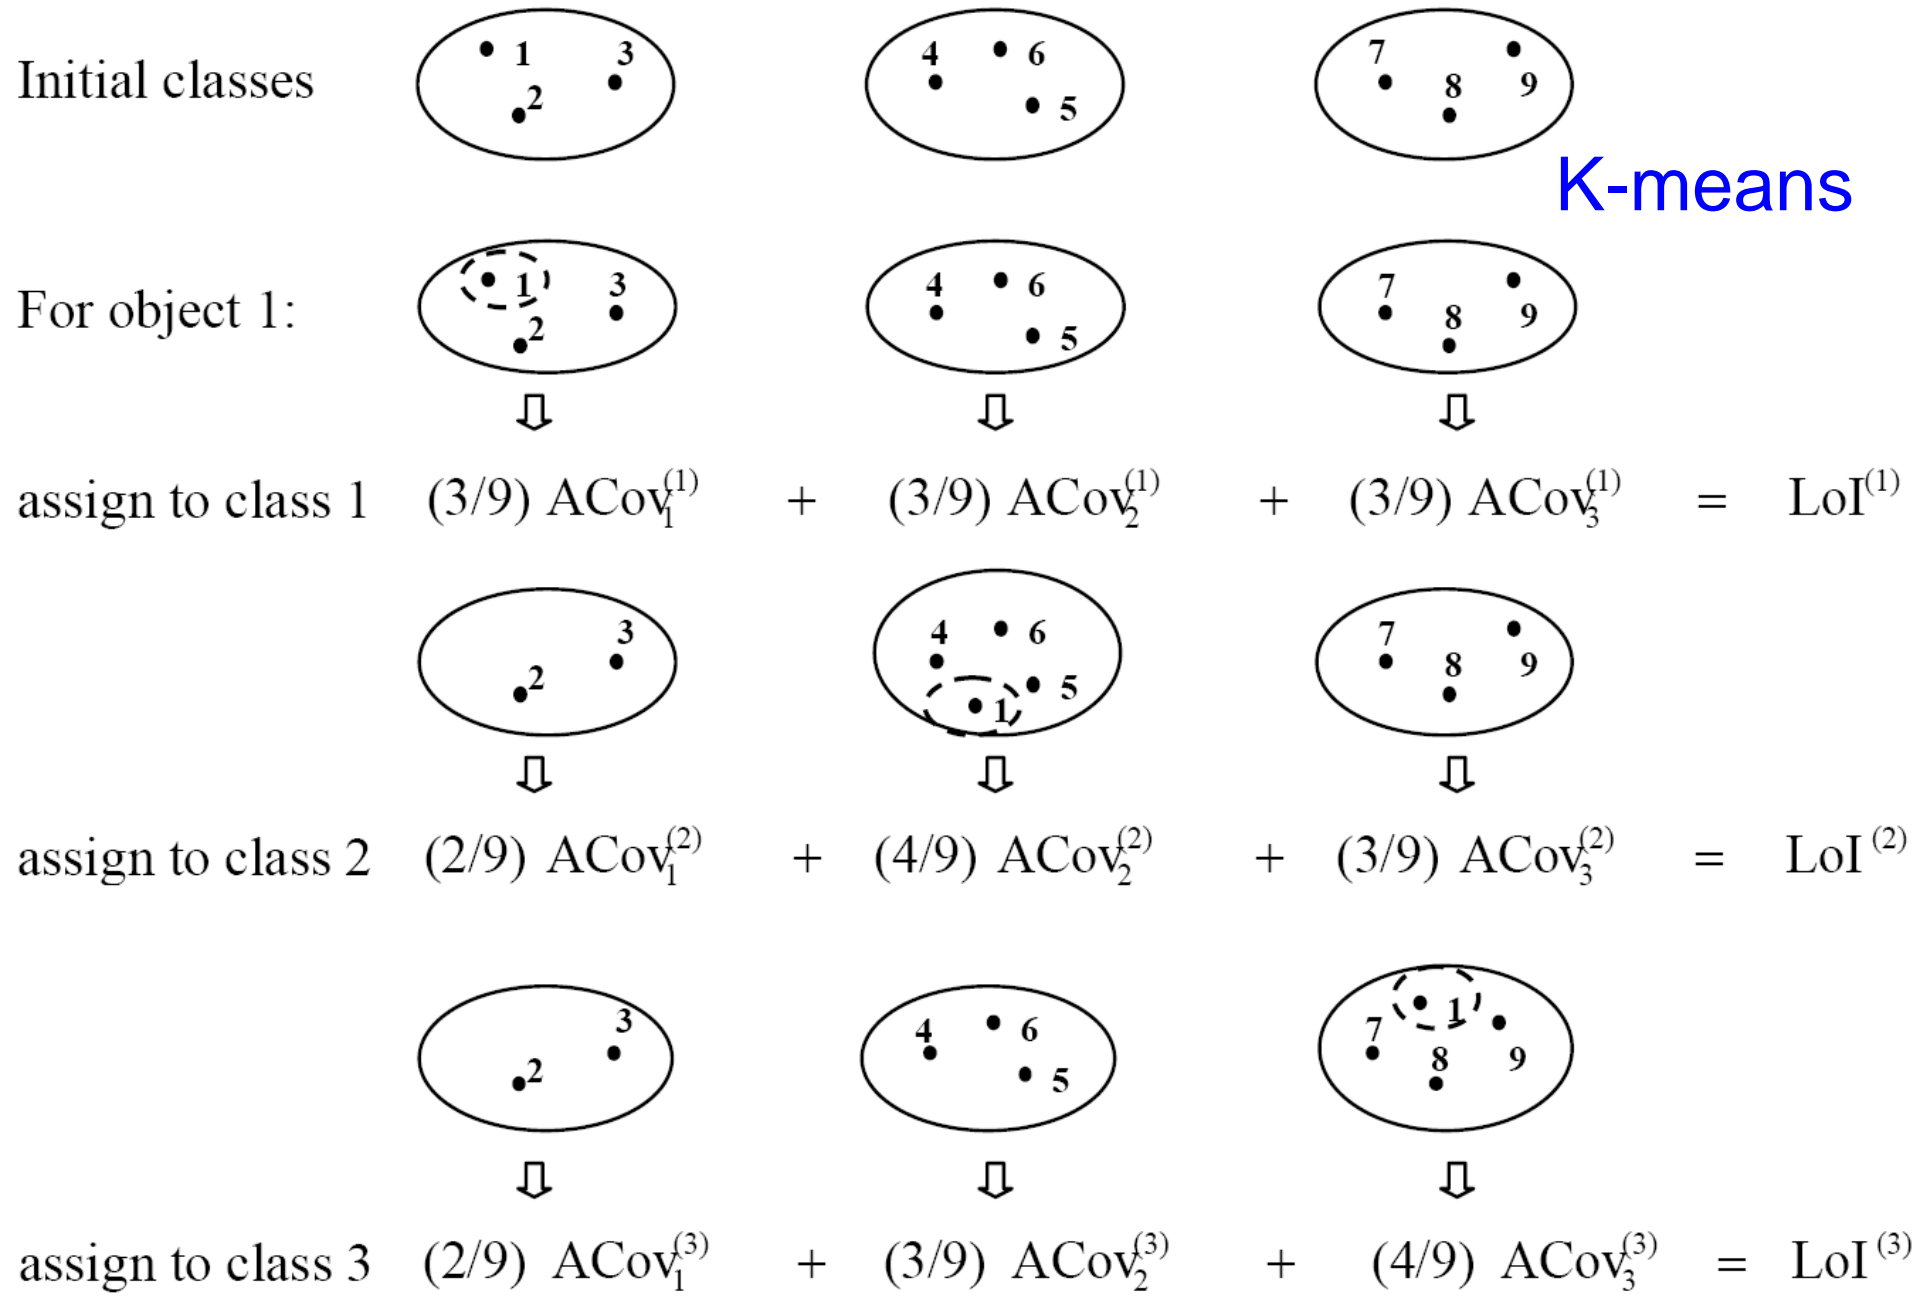 Initial classes
1 3 2
4 6 5
7 8 9
K-means
For object 1:
1 3 2
4 6 5
7 8 9
assign to class 1 (3/9) ACov₁⁽¹⁾ + (3/9) ACov₂⁽¹⁾ + (3/9) ACov₃⁽¹⁾ = LoI⁽¹⁾
3 2
4 6 5 1
7 8 9
assign to class 2 (2/9) ACov₁⁽²⁾ + (4/9) ACov₂⁽²⁾ + (3/9) ACov₃⁽²⁾ = LoI⁽²⁾
3 2
4 6 5
1 7 8 9
assign to class 3 (2/9) ACov₁⁽³⁾ + (3/9) ACov₂⁽³⁾ + (4/9) ACov₃⁽³⁾ = LoI⁽³⁾